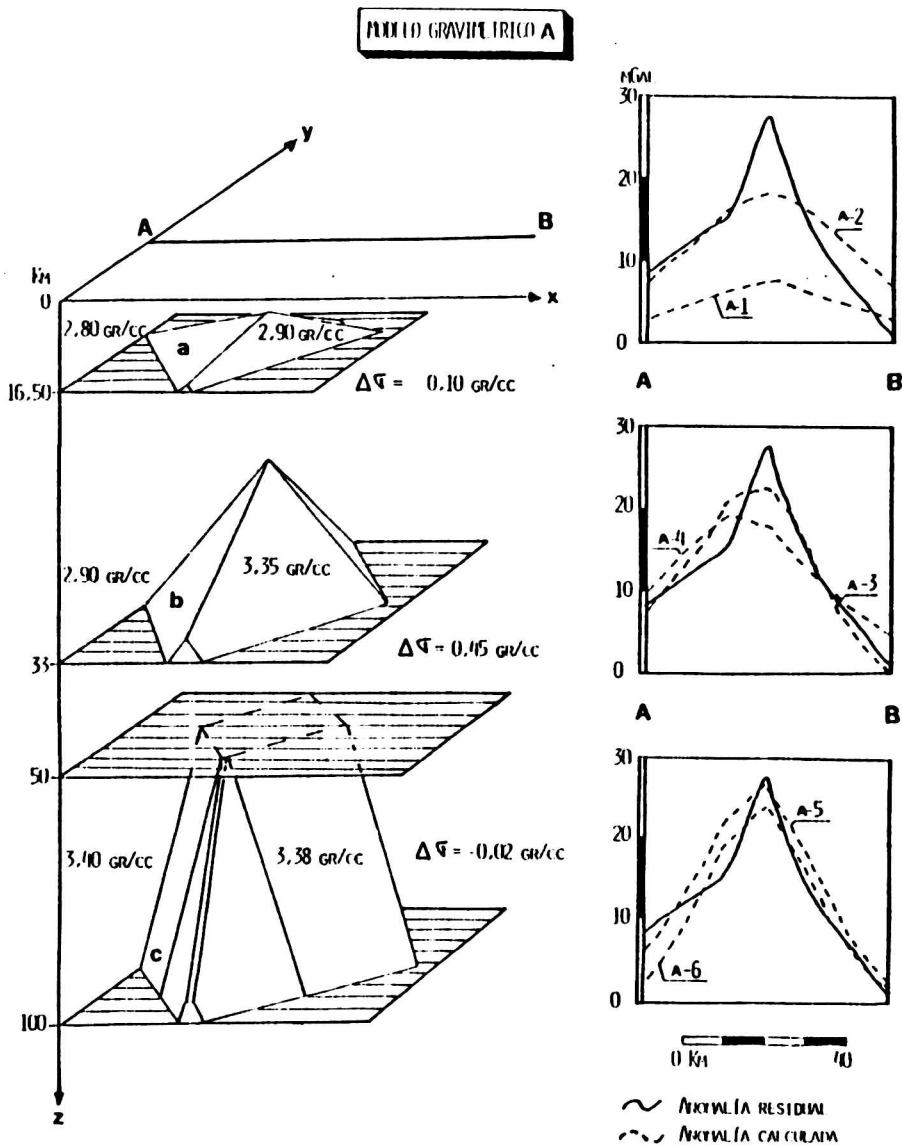 MODELO GRAVIMETRICO A
y
A
B
KM
0
x
2.80 GR/CC
a
2.90 GR/CC
16,50
Δσ = 0,10 GR/CC
2.90 GR/CC
b
3.35 GR/CC
33
Δσ = 0,45 GR/CC
50
3,40 GR/CC
3,38 GR/CC
Δσ = -0,02 GR/CC
c
100
z
MGAL
30
20
10
0
A-2
A-1
A
B
30
20
10
0
A-4
A-3
A
B
30
20
10
0
A-5
A-6
0 KM
40
ANOMALÍA RESIDUAL
ANOMALÍA CALCULADA